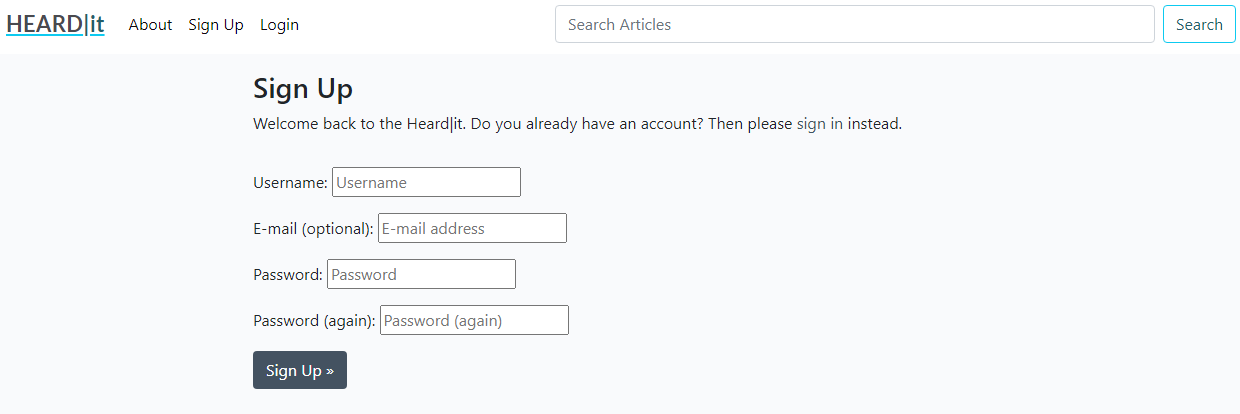 HEARD|it About Sign Up Login Search Articles Search
Sign Up
Welcome back to the Heard|it. Do you already have an account? Then please sign in instead.
Username: Username
E-mail (optional): E-mail address
Password: Password
Password (again): Password (again)
Sign Up »